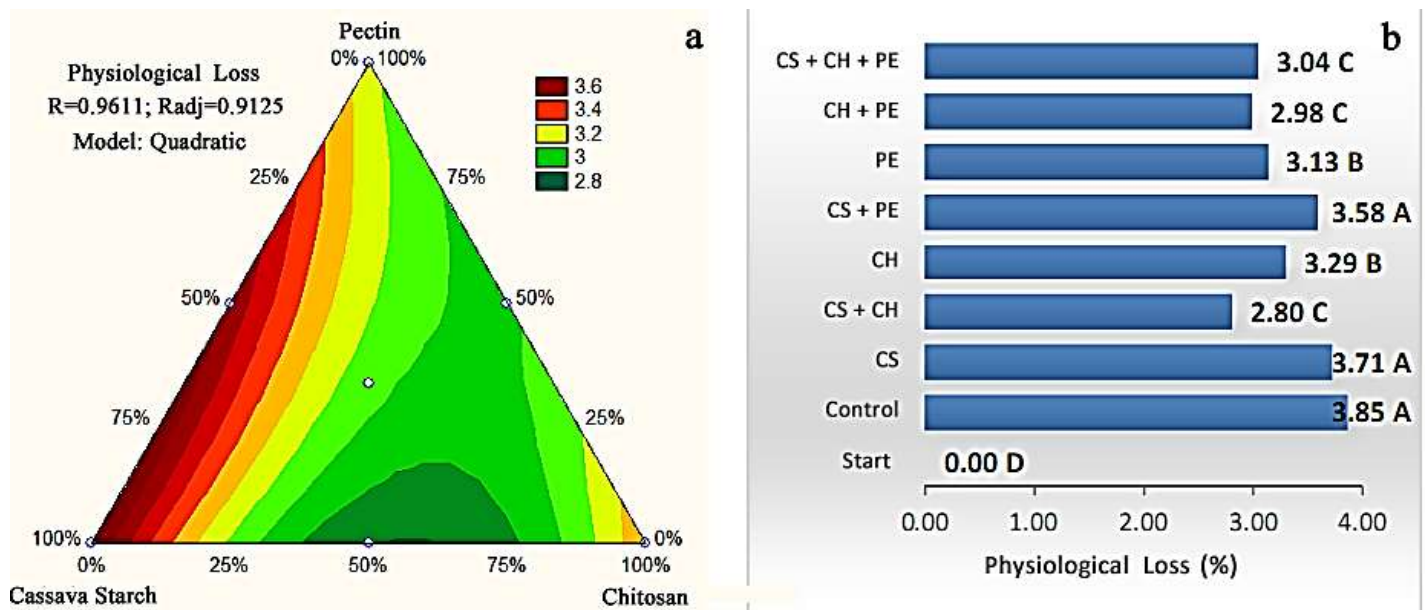 Pectin
a
0% 100%
Physiological Loss
R=0.9611; Radj=0.9125
Model: Quadratic
3.6
3.4
3.2
3
2.8
25%
75%
50%
50%
75%
25%
100%
0%
0%
25%
50%
75%
100%
Cassava Starch
Chitosan
b
CS + CH + PE
3.04 C
CH + PE
2.98 C
PE
3.13 B
CS + PE
3.58 A
CH
3.29 B
CS + CH
2.80 C
CS
3.71 A
Control
3.85 A
Start
0.00 D
0.00 1.00 2.00 3.00 4.00
Physiological Loss (%)